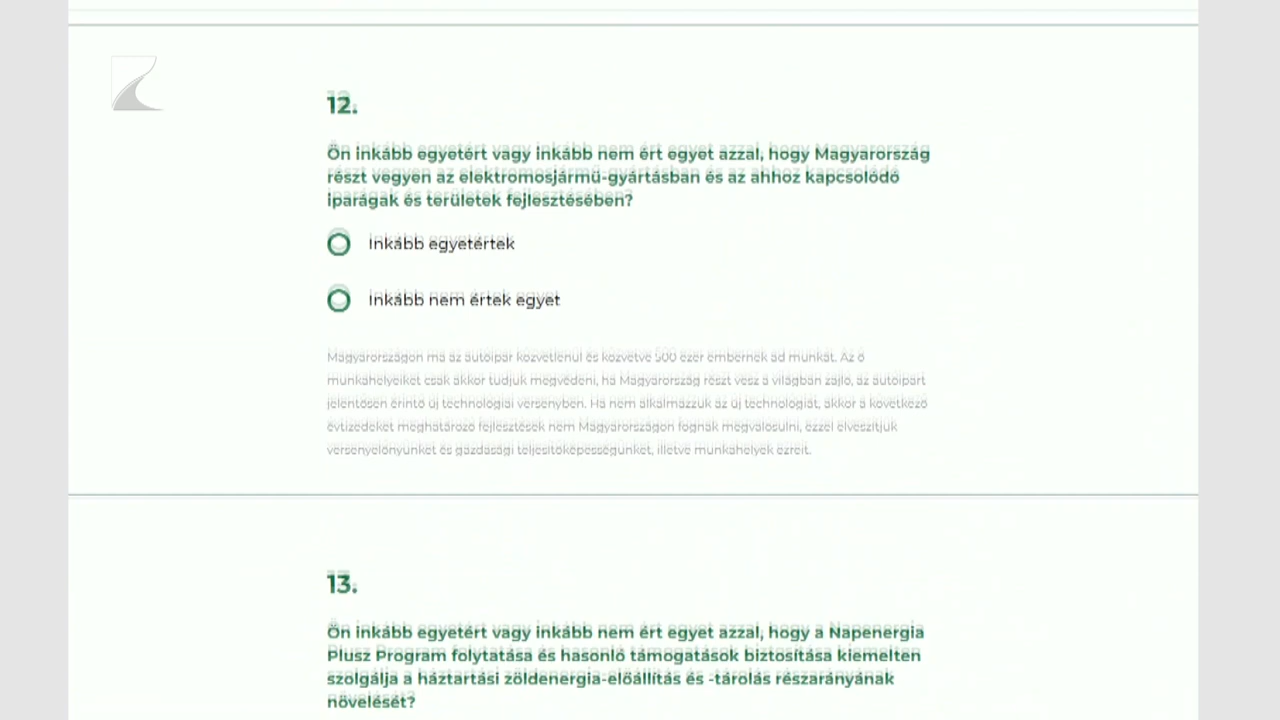 12.
Ön inkább egyetért vagy inkább nem ért egyet azzal, hogy Magyarország
részt vegyen az elektromosjármű-gyártásban és az ahhoz kapcsolódó
iparágak és területek fejlesztésében?
Inkább egyetértek
Inkább nem értek egyet
Magyarországon ma az autóipar közvetlenül és közvetve 500 ezer embernek ad munkát. Az ő
munkahelyeiket csak akkor tudjuk megvédeni, ha Magyarország részt vesz a világban zajló, az autóipart
jelentősen érintő új technológiai versenyben. Ha nem alkalmazzuk az új technológiát, akkor a következő
évtizedeket meghatározó fejlesztések nem Magyarországon fognak megvalósulni, ezzel elveszítjük
versenyelőnyünket és gazdasági teljesítőképességünket, illetve munkahelyek ezreit.
13.
Ön inkább egyetért vagy inkább nem ért egyet azzal, hogy a Napenergia
Plusz Program folytatása és hasonló támogatások biztosítása kiemelten
szolgálja a háztartási zöldenergia-előállítás és -tárolás részarányának
növelését?